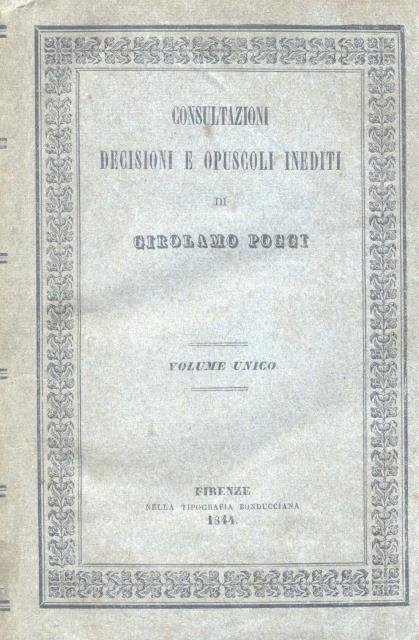 CONSULTAZIONI
DECISIONI E OPUSCOLI INEDITI
DI
GIROLAMO POGGI
VOLUME UNICO
FIRENZE
NELLA TIPOGRAFIA BONDUCCIANA
1844.